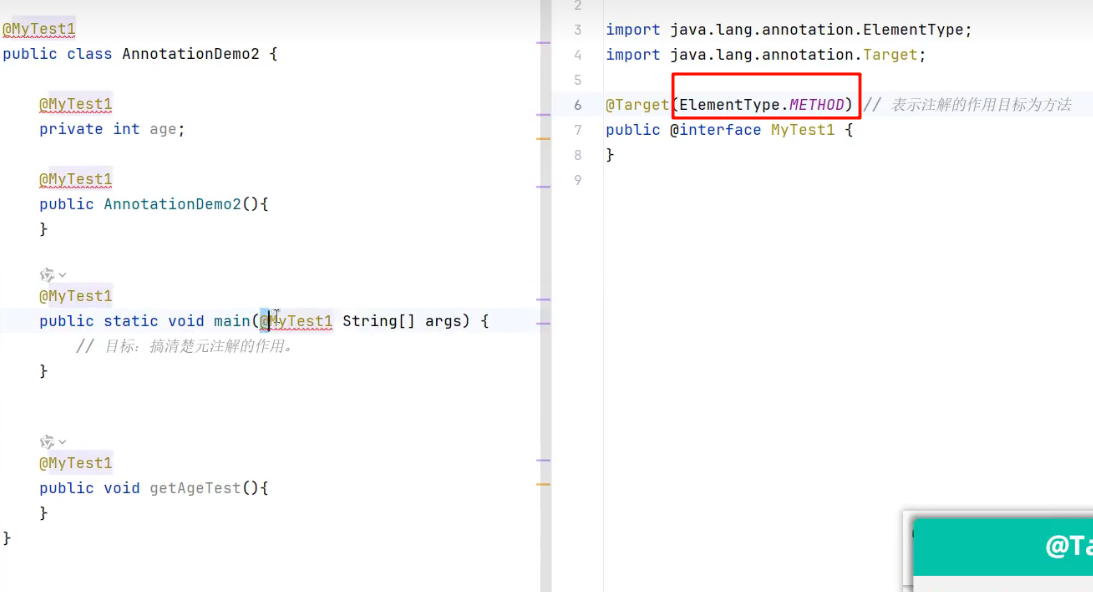 @MyTest1
public class AnnotationDemo2 {
@MyTest1
private int age;
@MyTest1
public AnnotationDemo2(){
}
@MyTest1
public static void main(@MyTest1 String[] args) {
// 目标：搞清楚元注解的作用。
}
@MyTest1
public void getAgeTest(){
}
}
2
3 import java.lang.annotation.ElementType;
4 import java.lang.annotation.Target;
5
6 @Target(ElementType.METHOD) // 表示注解的作用目标为方法
7 public @interface MyTest1 {
8 }
9
@Ta